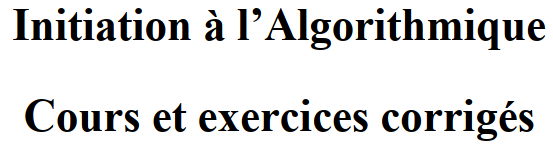 Initiation à l’Algorithmique
Cours et exercices corrigés